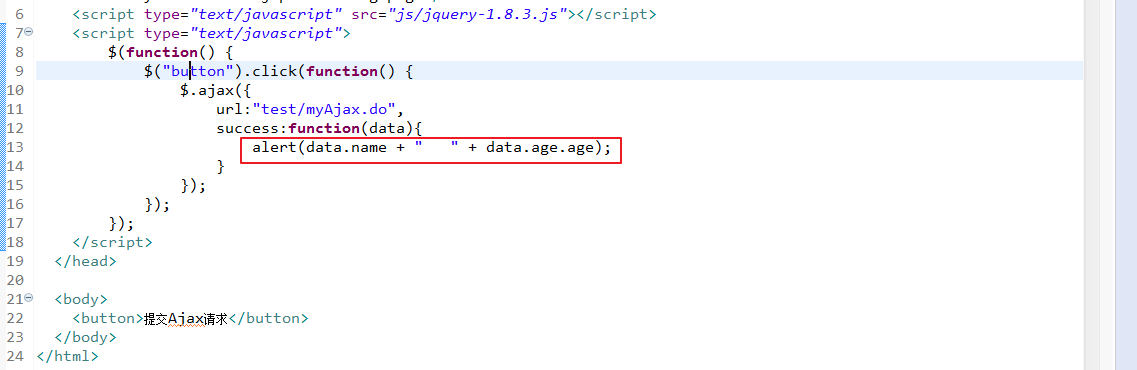 6 <script type="text/javascript" src="js/jquery-1.8.3.js"></script>
7 <script type="text/javascript">
8 $(function() {
9 $("button").click(function() {
10 $.ajax({
11 url:"test/myAjax.do",
12 success:function(data){
13 alert(data.name + "   " + data.age.age);
14 }
15 });
16 });
17 });
18 </script>
19 </head>
20
21 <body>
22 <button>提交Ajax请求</button>
23 </body>
24 </html>